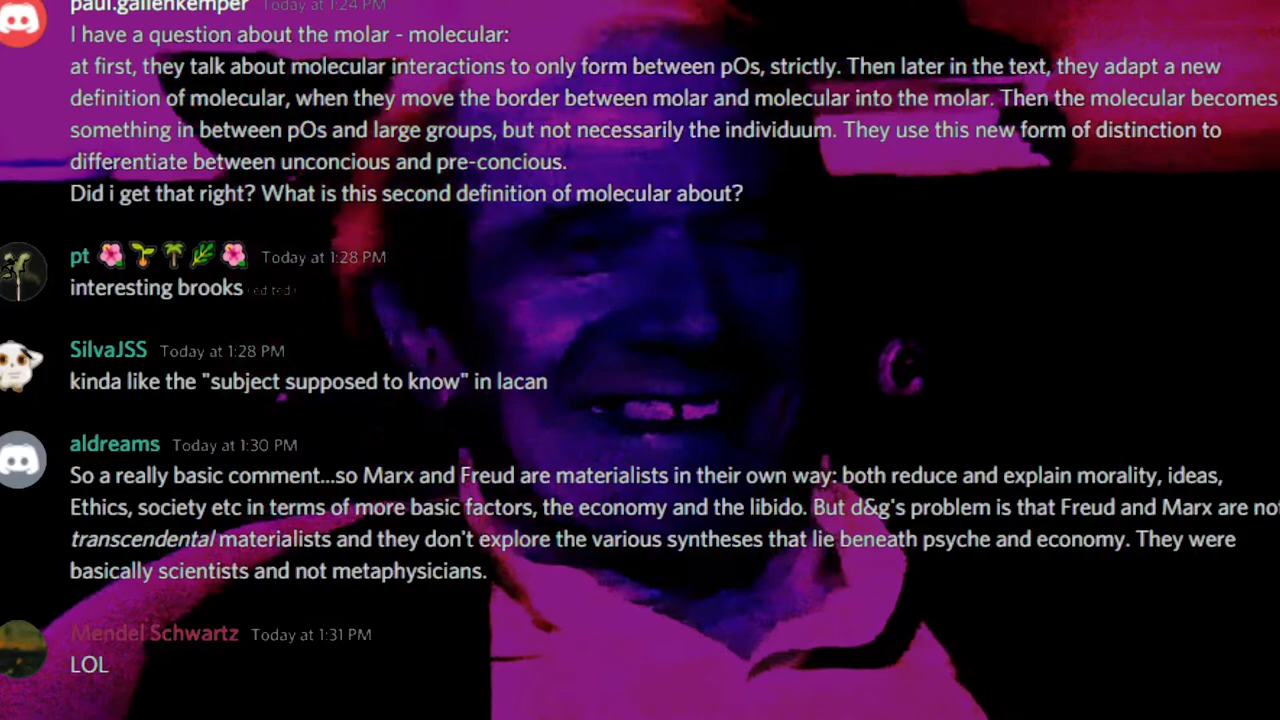 paul.gallenkemper Today at 1:24 PM
I have a question about the molar - molecular:
at first, they talk about molecular interactions to only form between pOs, strictly. Then later in the text, they adapt a new
definition of molecular, when they move the border between molar and molecular into the molar. Then the molecular becomes
something in between pOs and large groups, but not necessarily the individuum. They use this new form of distinction to
differentiate between unconcious and pre-concious.
Did i get that right? What is this second definition of molecular about?
pt 🌺 🌱 🌴 🌿 🌺 Today at 1:28 PM
interesting brooks
SilvaJSS Today at 1:28 PM
kinda like the "subject supposed to know" in lacan
aldreams Today at 1:30 PM
So a really basic comment...so Marx and Freud are materialists in their own way: both reduce and explain morality, ideas,
Ethics, society etc in terms of more basic factors, the economy and the libido. But d&g's problem is that Freud and Marx are not
transcendental materialists and they don't explore the various syntheses that lie beneath psyche and economy. They were
basically scientists and not metaphysicians.
Mendel Schwartz Today at 1:31 PM
LOL